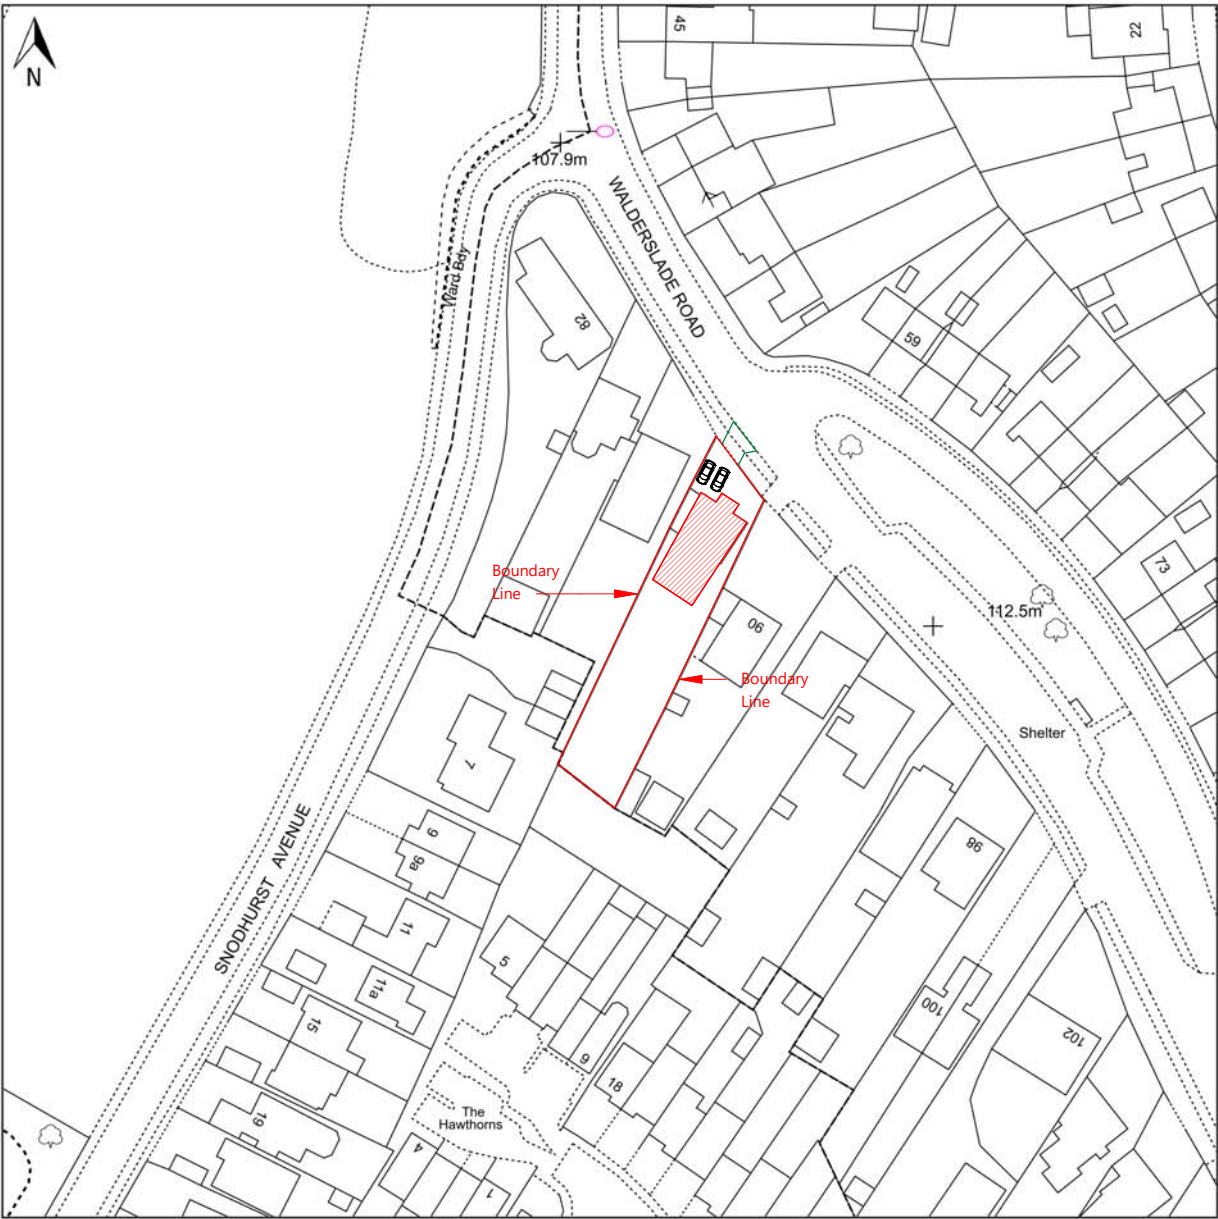 45
22
N
107.9m
WALDERSLADE ROAD
Ward Bdy
82
59
73
Boundary
Line
112.5m
90
Boundary
Line
Shelter
7
SNODHURST AVENUE
9
9a
98
11
5
11a
15
6
100
102
18
The
Hawthorns
19
4
1